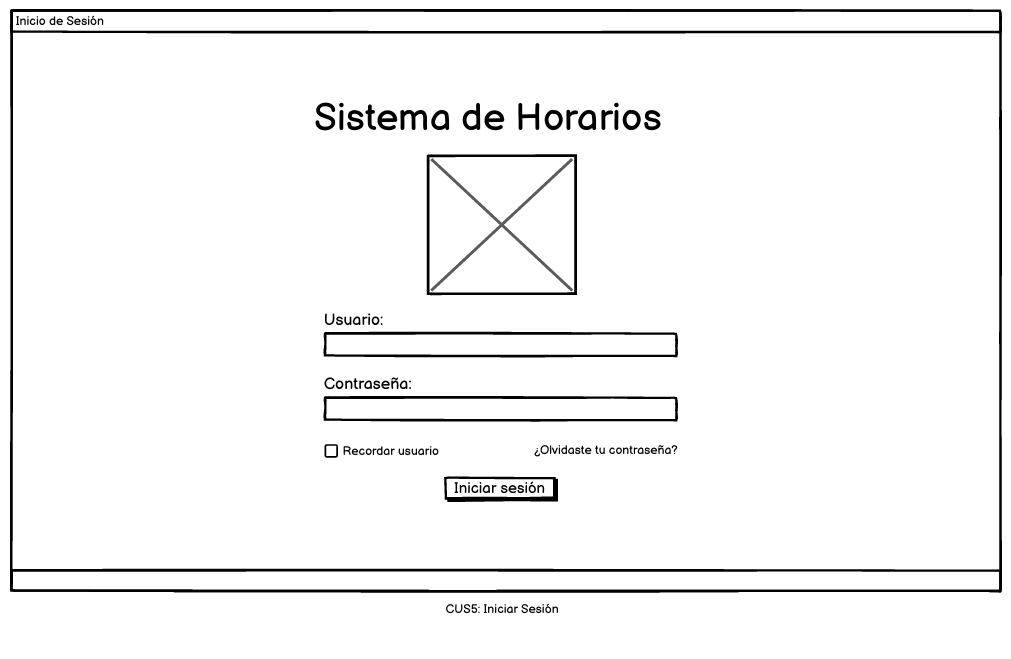 Inicio de Sesión
Sistema de Horarios
Usuario:
Contraseña:
Recordar usuario
¿Olvidaste tu contraseña?
Iniciar sesión
CUS5: Iniciar Sesión